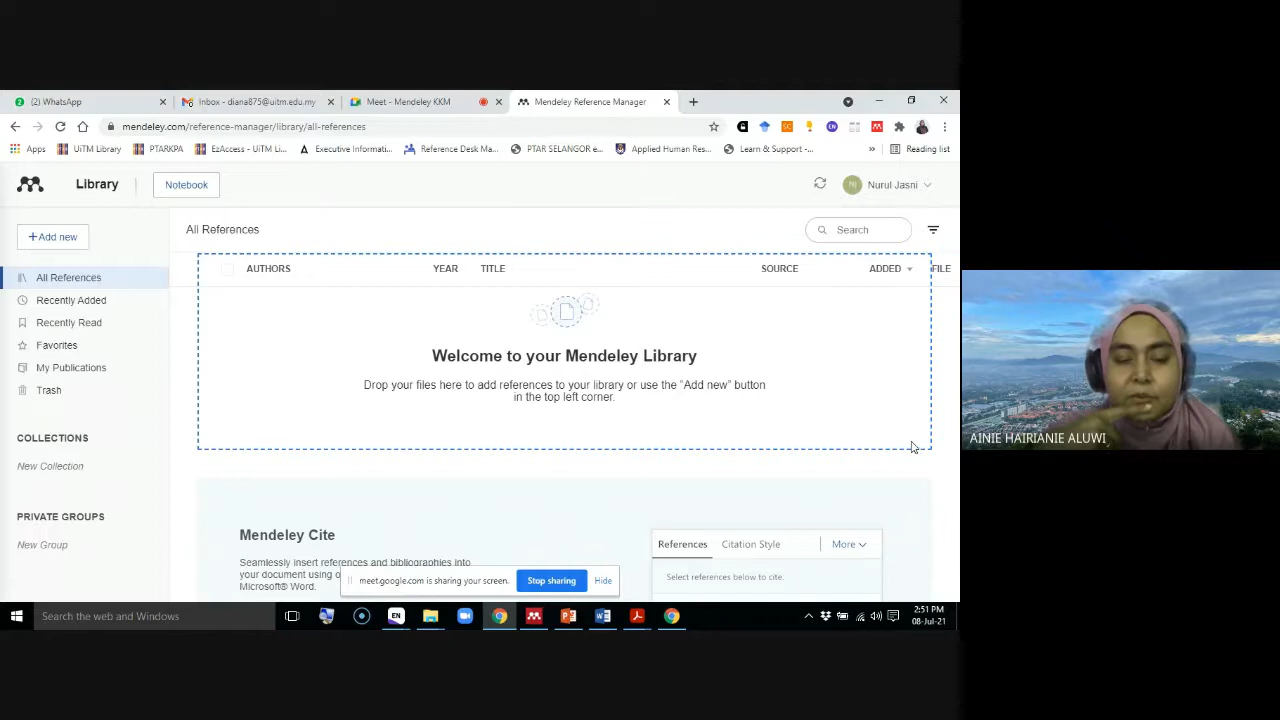 (2) WhatsApp
Inbox - diana875@uitm.edu.my
Meet - Mendeley KKM
Mendeley Reference Manager
mendeley.com/reference-manager/library/all-references
Apps
UiTM Library
PTARKPA
EzAccess - UiTM Li...
Executive Informati...
Reference Desk Ma...
PTAR SELANGOR e...
Applied Human Res...
Learn & Support -...
»
Reading list
Library
Notebook
NJ
Nurul Jasni
+Add new
All References
Search
All References
Recently Added
Recently Read
Favorites
My Publications
Trash
COLLECTIONS
New Collection
PRIVATE GROUPS
New Group
AUTHORS YEAR TITLE SOURCE ADDED FILE
Welcome to your Mendeley Library
Drop your files here to add references to your library or use the “Add new” button
in the top left corner.
Mendeley Cite
Seamlessly insert references and bibliographies into
your document using
Microsoft® Word.
References Citation Style More
Select references below to cite.
meet.google.com is sharing your screen. Stop sharing Hide
Search the web and Windows
EN
2:51 PM
08-Jul-21
AINIE HAIRIANIE ALUWI